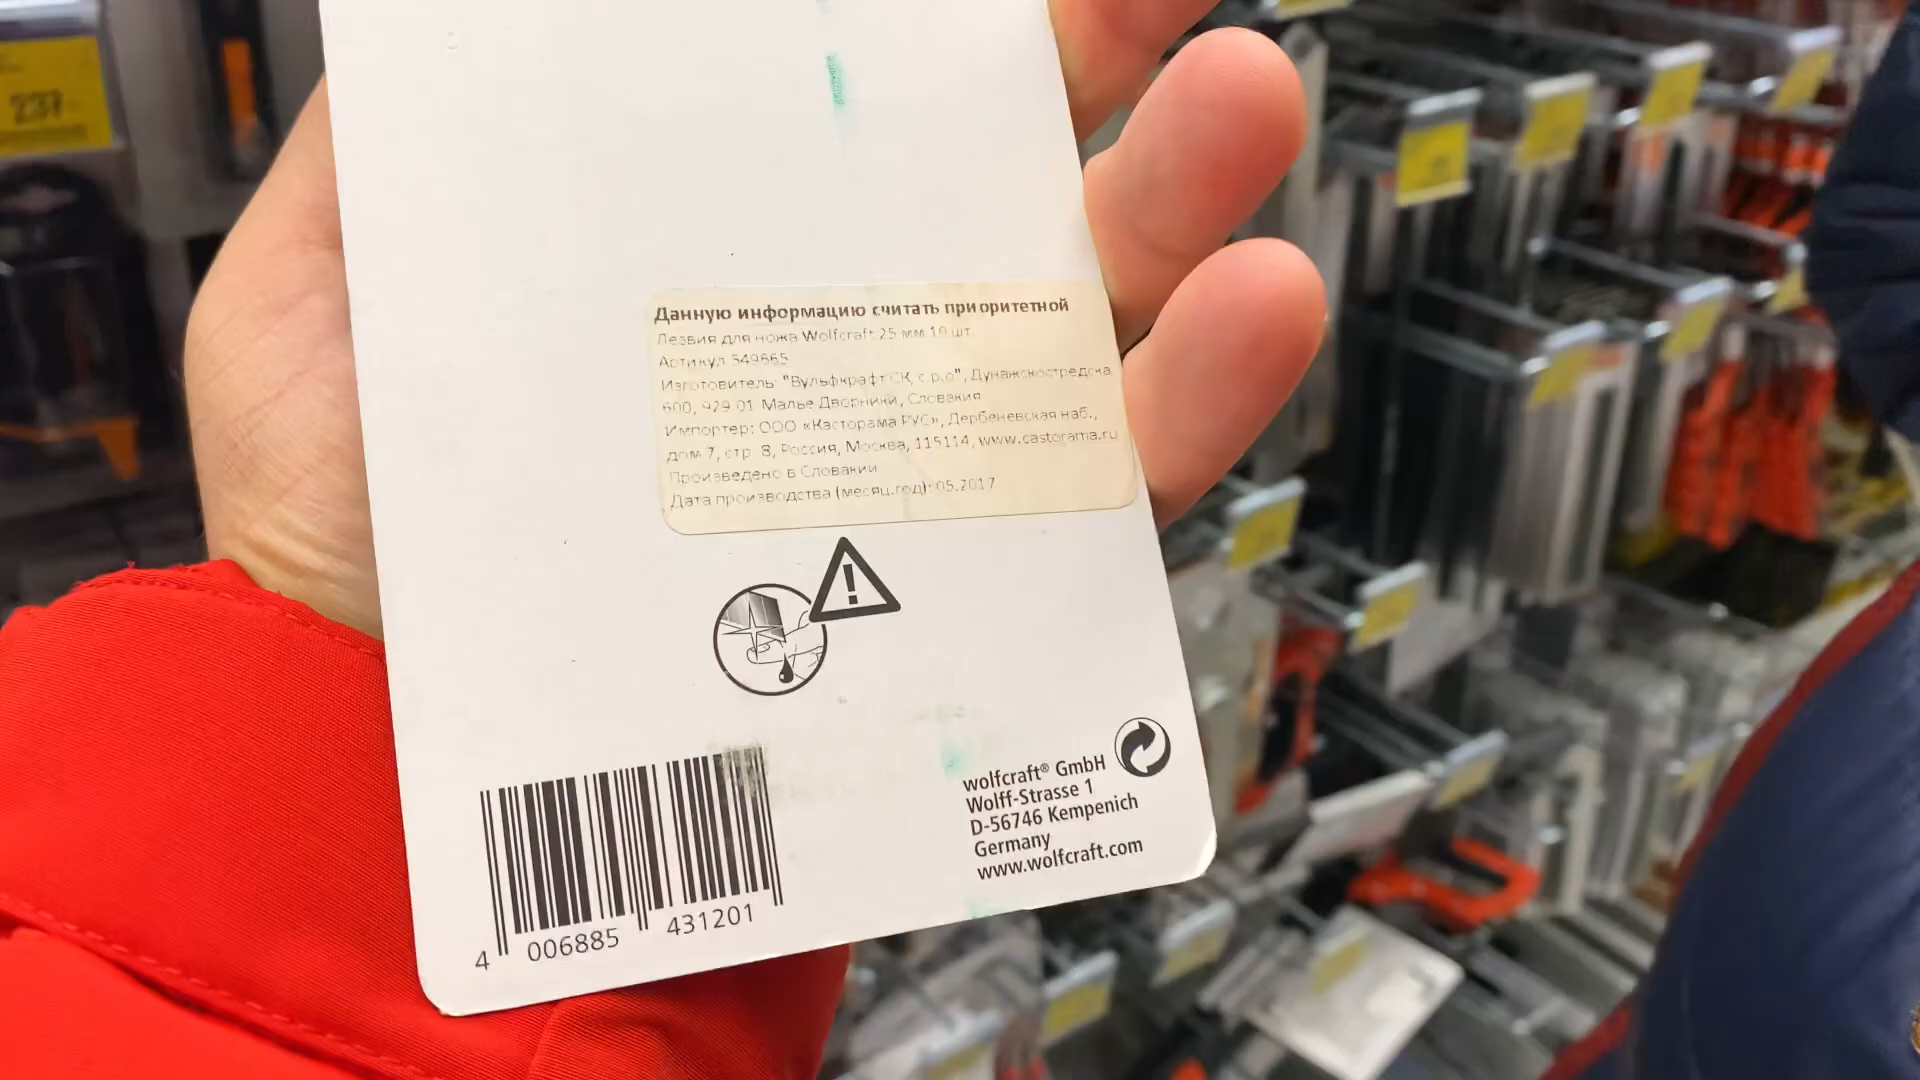 237
Данную информацию считать приоритетной
Лезвия для ножа Wolfcraft 25 мм 10 шт.
Артикул 549665
Изготовитель: "Вульфкрафт СК, с.р.о", Дунажскостредска
600, 929 01 Малье Дворники, Словакия
Импортер: ООО «Касторама РУС», Дербеневская наб.,
дом 7, стр. 8, Россия, Москва, 115114, www.castorama.ru
Произведено в Словакии
Дата производства (месяц.год): 05.2017
wolfcraft® GmbH
Wolff-Strasse 1
D-56746 Kempenich
Germany
www.wolfcraft.com
4 006885 431201